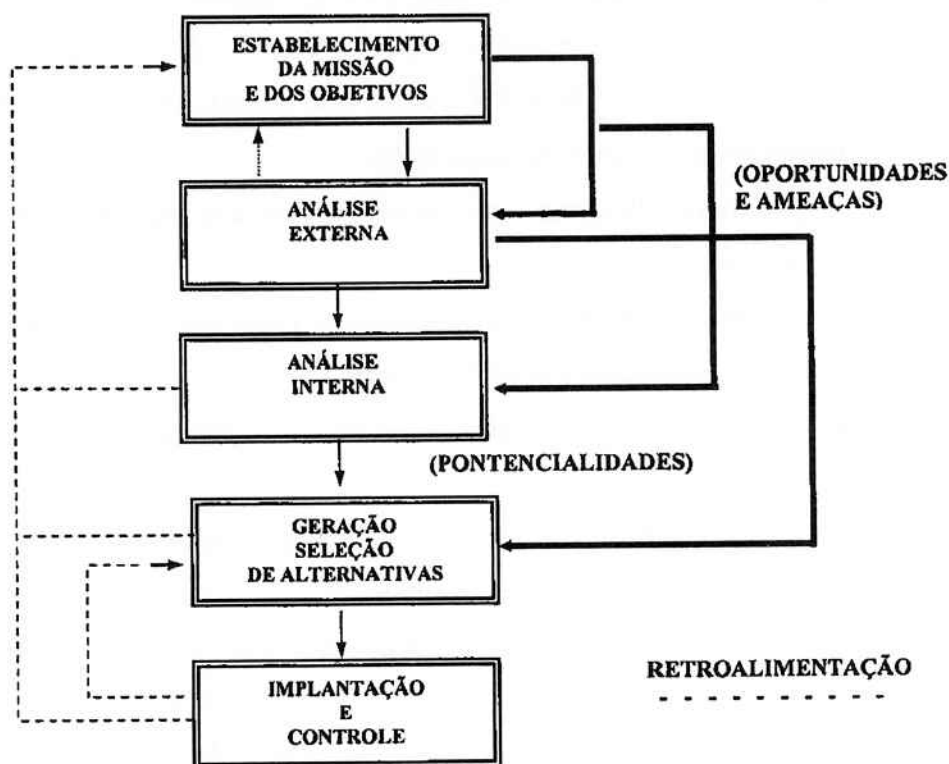 ESTABELECIMENTO
DA MISSÃO
E DOS OBJETIVOS
(OPORTUNIDADES
E AMEAÇAS)
ANÁLISE
EXTERNA
ANÁLISE
INTERNA
(PONTENCIALIDADES)
GERAÇÃO
SELEÇÃO
DE ALTERNATIVAS
RETROALIMENTAÇÃO
IMPLANTAÇÃO
E
CONTROLE